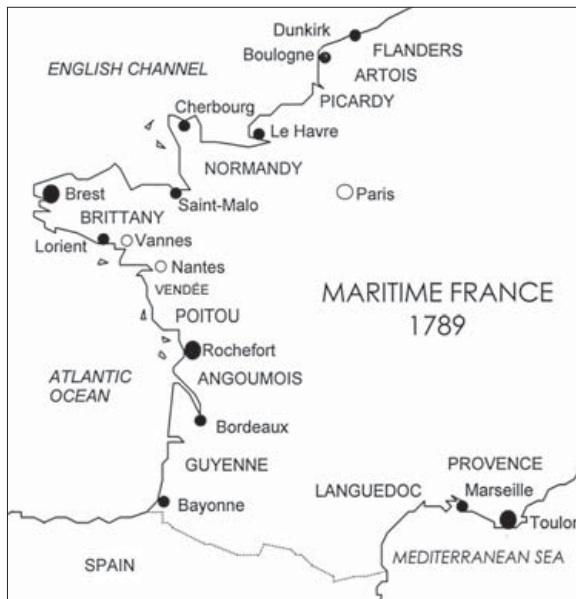 Dunkirk
FLANDERS
Boulogne
ARTOIS
ENGLISH CHANNEL
PICARDY
Cherbourg
Le Havre
NORMANDY
Brest
Saint-Malo
Paris
BRITTANY
Lorient
Vannes
Nantes
VENDÉE
MARITIME FRANCE
1789
POITOU
Rochefort
ATLANTIC
OCEAN
ANGOUMOIS
Bordeaux
GUYENNE
PROVENCE
LANGUEDOC
Marseille
Bayonne
Toulon
MEDITERRANEAN SEA
SPAIN